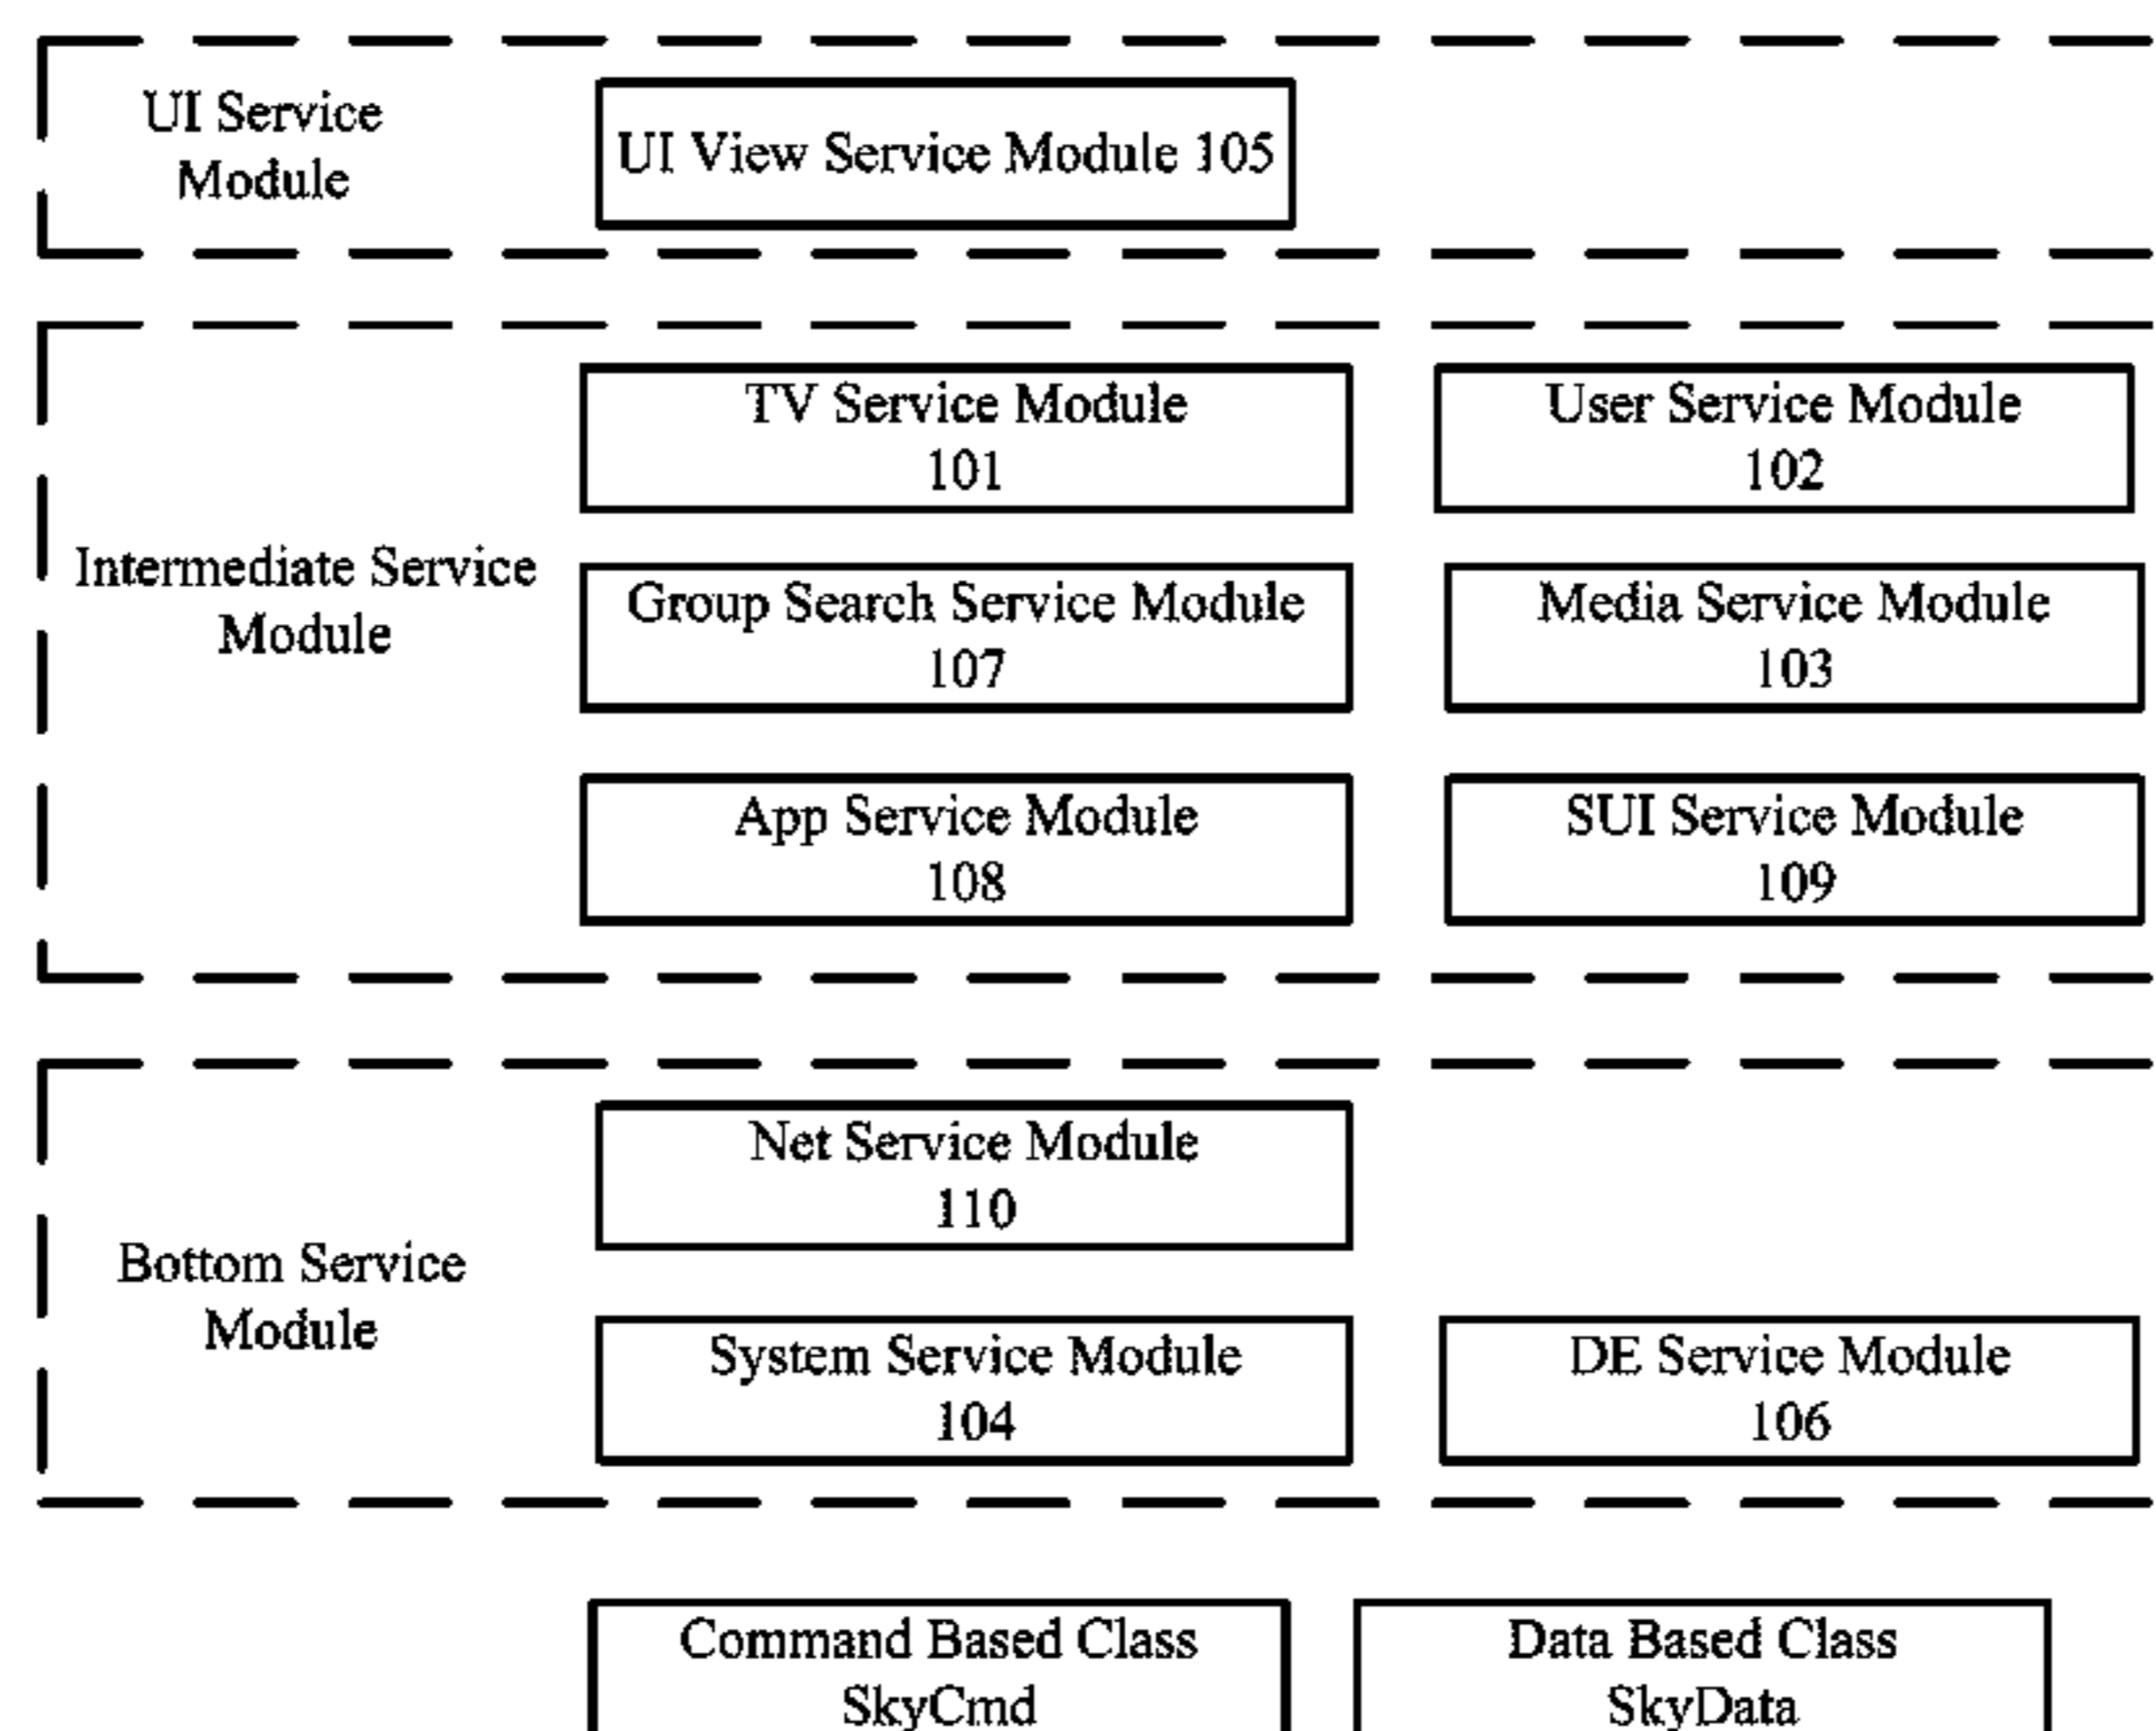 UI Service
Module
UI View Service Module 105
Intermediate Service
Module
TV Service Module
101
User Service Module
102
Group Search Service Module
107
Media Service Module
103
App Service Module
108
SUI Service Module
109
Bottom Service
Module
Net Service Module
110
System Service Module
104
DE Service Module
106
Command Based Class
SkyCmd
Data Based Class
SkyData